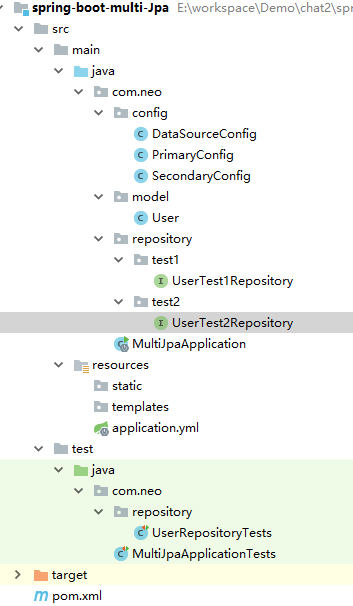 spring-boot-multi-Jpa E:\workspace\Demo\chat2\spr
src
main
java
com.neo
config
DataSourceConfig
PrimaryConfig
SecondaryConfig
model
User
repository
test1
UserTest1Repository
test2
UserTest2Repository
MultiJpaApplication
resources
static
templates
application.yml
test
java
com.neo
repository
UserRepositoryTests
MultiJpaApplicationTests
target
pom.xml